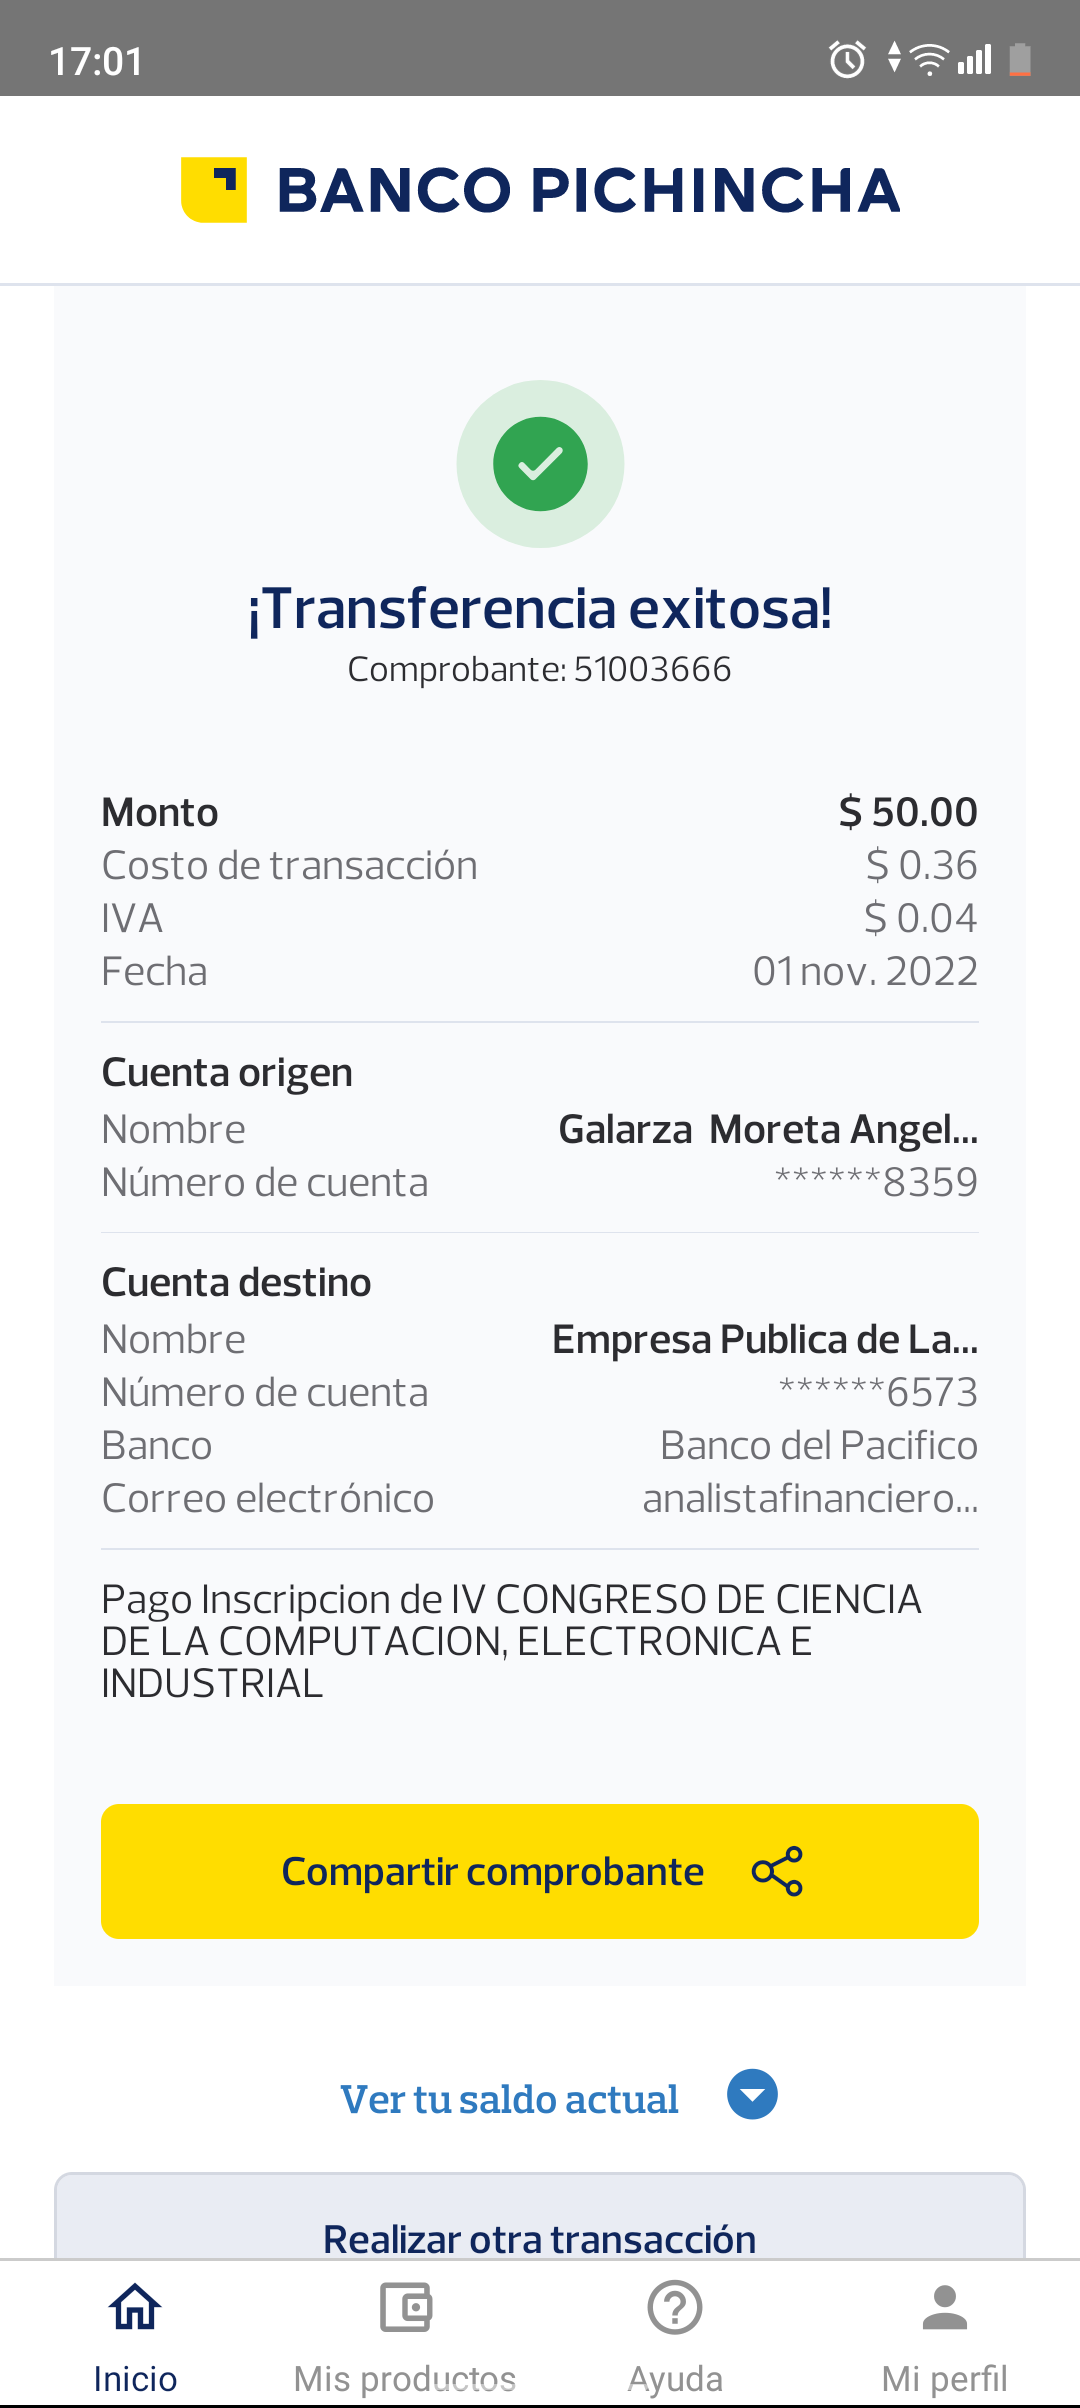 17:01
BANCO PICHINCHA
¡Transferencia exitosa!
Comprobante: 51003666
Monto $ 50.00
Costo de transacción $ 0.36
IVA $ 0.04
Fecha 01 nov. 2022
Cuenta origen
Nombre Galarza  Moreta Angel...
Número de cuenta ******8359
Cuenta destino
Nombre Empresa Publica de La...
Número de cuenta ******6573
Banco Banco del Pacifico
Correo electrónico analistafinanciero...
Pago Inscripcion de IV CONGRESO DE CIENCIA
DE LA COMPUTACION, ELECTRONICA E
INDUSTRIAL
Compartir comprobante
Ver tu saldo actual
Realizar otra transacción
Inicio Mis productos Ayuda Mi perfil